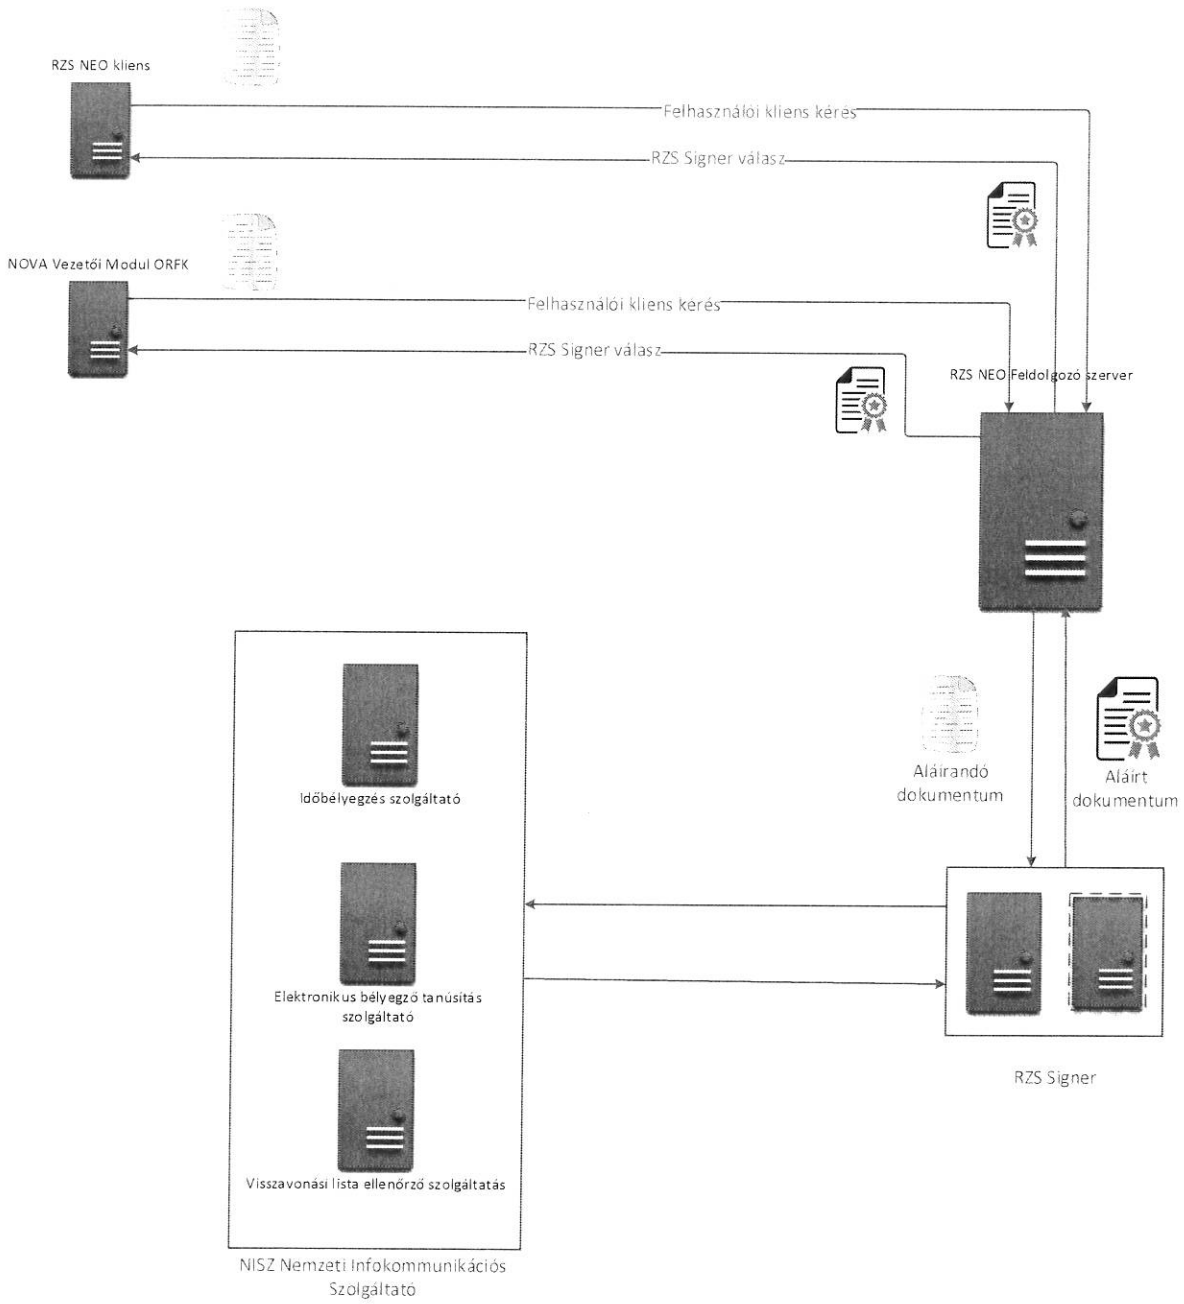 RZS NEO kliens
Felhasználói kliens kérés
RZS Signer válasz
NOVA Vezetői Modul ORFK
Felhasználói kliens kérés
RZS Signer válasz
RZS NEO Feldolgozó szerver
Időbélyegzés szolgáltató
Aláirandó
dokumentum
Aláírt
dokumentum
Elektronikus bélyegző tanúsítás
szolgáltató
RZS Signer
Visszavonási lista ellenőrző szolgáltatás
NISZ Nemzeti Infokommunikációs
Szolgáltató